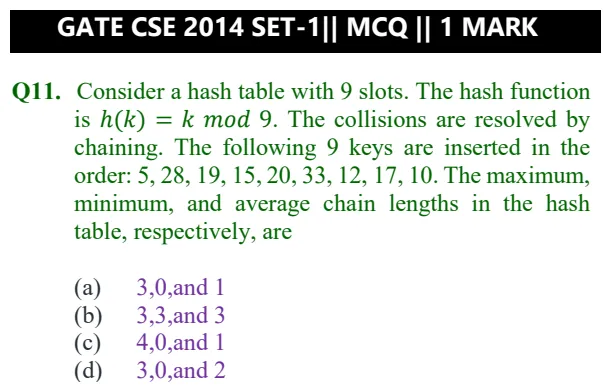 GATE CSE 2014 SET-1|| MCQ || 1 MARK
Q11. Consider a hash table with 9 slots. The hash function
is h(k) = k mod 9. The collisions are resolved by
chaining. The following 9 keys are inserted in the
order: 5, 28, 19, 15, 20, 33, 12, 17, 10. The maximum,
minimum, and average chain lengths in the hash
table, respectively, are
(a) 3,0,and 1
(b) 3,3,and 3
(c) 4,0,and 1
(d) 3,0,and 2